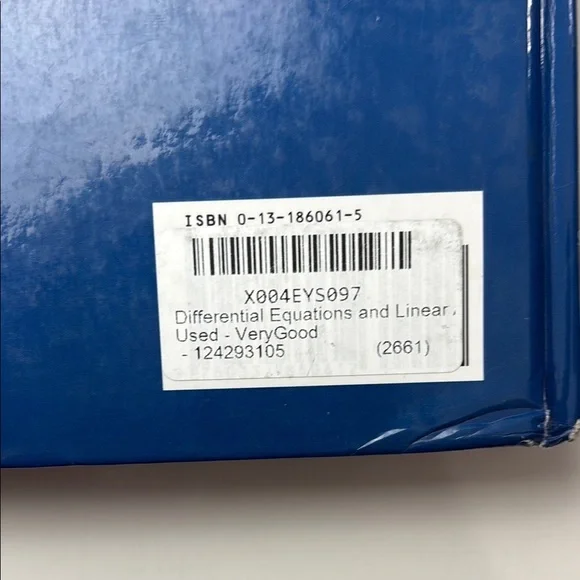 ISBN 0-13-186061-5
X004EYS097
Differential Equations and Linear
Used - VeryGood
- 124293105 (2661)